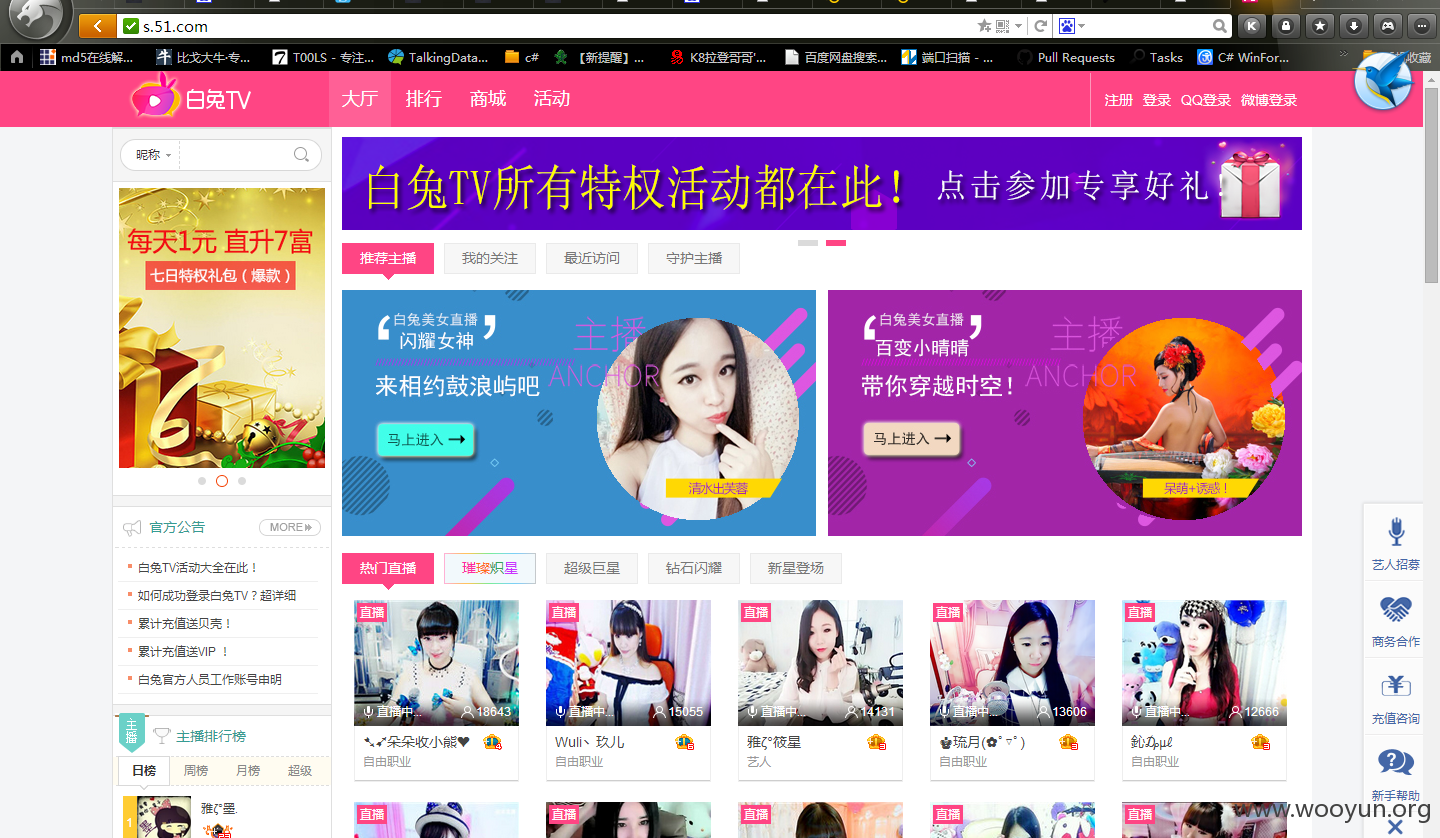 s.51.com
md5在线解...
比戈大牛-专...
T00LS - 专注...
TalkingData...
c#
【新提醒】...
K8拉登哥哥'...
百度网盘搜索...
端口扫描 - ...
Pull Requests
Tasks
C# WinFor...
收藏
白兔TV
大厅 排行 商城 活动
注册 登录 QQ登录 微博登录
昵称
每天1元 直升7富
七日特权礼包（爆款）
官方公告
MORE
白兔TV活动大全在此！
如何成功登录白兔TV？超详细
累计充值送贝壳！
累计充值送VIP ！
白兔官方人员工作账号申明
主播
主播排行榜
日榜 周榜 月榜 超级
1
雅ζ°墨.
白兔TV所有特权活动都在此！
点击参加专享好礼！
推荐主播 我的关注 最近访问 守护主播
白兔美女直播
闪耀女神
主播
ANCHOR
来相约鼓浪屿吧
马上进入
清水出芙蓉
白兔美女直播
百变小晴晴
主播
ANCHOR
带你穿越时空！
马上进入
呆萌+诱惑！
热门直播 璀璨炽星 超级巨星 钻石闪耀 新星登场
直播
直播中...
18643
➷➹朵朵收小熊❤
自由职业
直播
直播中...
15055
Wuli丶玖儿
自由职业
直播
直播中...
14131
雅ζ°筱星
艺人
直播
直播中...
13606
♚琉月(✿ﾟ▽ﾟ)
自由职业
直播
直播中...
12666
自由职业
直播
直播
直播
直播
直播
艺人招募
商务合作
充值咨询
新手帮助
www.wooyun.org